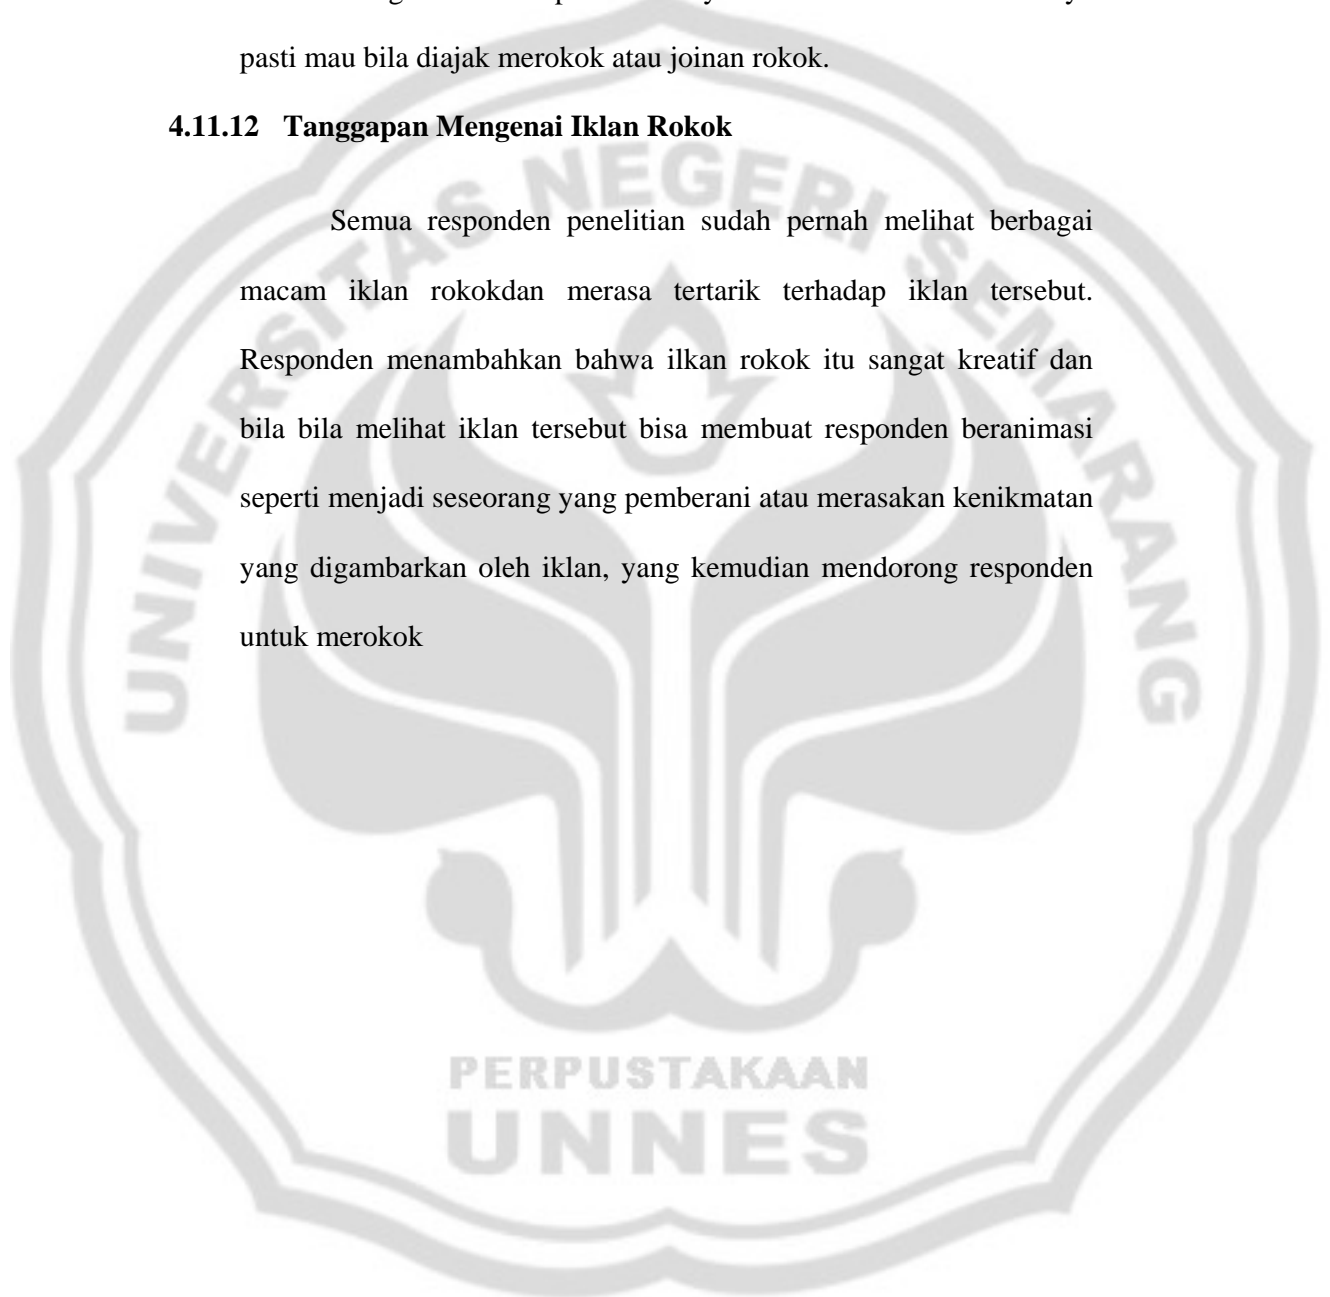 pasti mau bila diajak merokok atau joinan rokok.
4.11.12 Tanggapan Mengenai Iklan Rokok
Semua responden penelitian sudah pernah melihat berbagai
macam iklan rokokdan merasa tertarik terhadap iklan tersebut.
Responden menambahkan bahwa ilkan rokok itu sangat kreatif dan
bila bila melihat iklan tersebut bisa membuat responden beranimasi
seperti menjadi seseorang yang pemberani atau merasakan kenikmatan
yang digambarkan oleh iklan, yang kemudian mendorong responden
untuk merokok
UNIVERSITAS NEGERI SEMARANG
PERPUSTAKAAN
UNNES